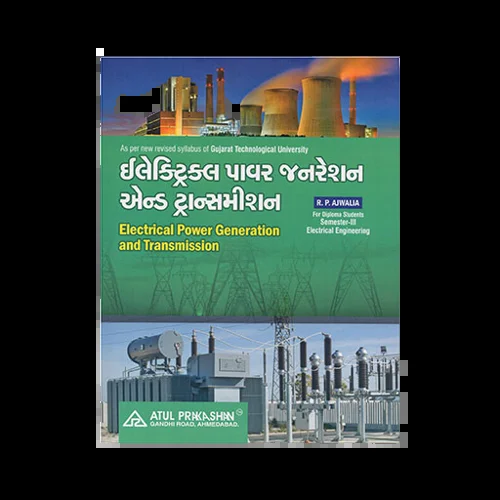 As per new revised syllabus of Gujarat Technological University
ઈલેક્ટ્રિકલ પાવર જનરેશન
એન્ડ ટ્રાન્સમીશન
R. P. AJWALIA
For Diploma Students
Semester-III
Electrical Engineering
Electrical Power Generation
and Transmission
ATUL PRAKASHAN
GANDHI ROAD, AHMEDABAD.